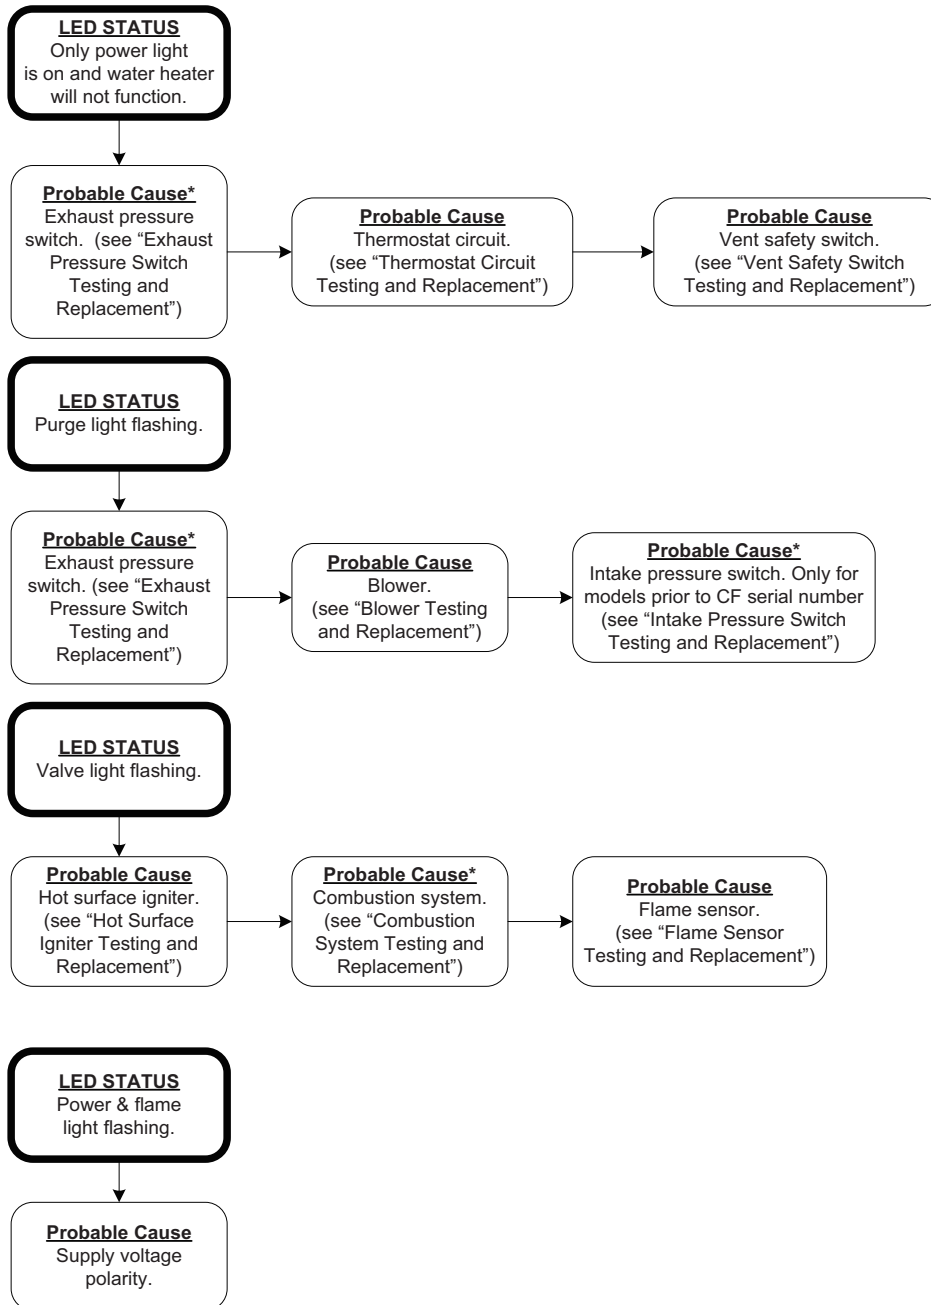 LED STATUS
Only power light
is on and water heater
will not function.
Probable Cause*
Exhaust pressure
switch. (see “Exhaust
Pressure Switch
Testing and
Replacement”)
Probable Cause
Thermostat circuit.
(see “Thermostat Circuit
Testing and Replacement”)
Probable Cause
Vent safety switch.
(see “Vent Safety Switch
Testing and Replacement”)
LED STATUS
Purge light flashing.
Probable Cause*
Exhaust pressure
switch. (see “Exhaust
Pressure Switch
Testing and
Replacement”)
Probable Cause
Blower.
(see “Blower Testing
and Replacement”)
Probable Cause*
Intake pressure switch. Only for
models prior to CF serial number
(see “Intake Pressure Switch
Testing and Replacement”)
LED STATUS
Valve light flashing.
Probable Cause
Hot surface igniter.
(see “Hot Surface
Igniter Testing and
Replacement”)
Probable Cause*
Combustion system.
(see “Combustion
System Testing and
Replacement”)
Probable Cause
Flame sensor.
(see “Flame Sensor
Testing and Replacement”)
LED STATUS
Power & flame
light flashing.
Probable Cause
Supply voltage
polarity.